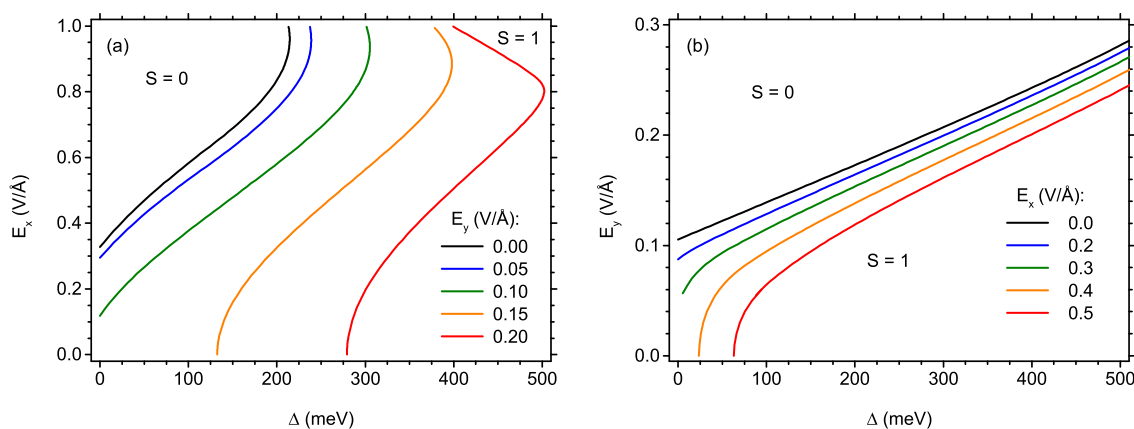 (a)
S = 0
S = 1
1.0
0.8
0.6
0.4
0.2
0.0
E_x (V/Å)
E_y (V/Å):
0.00
0.05
0.10
0.15
0.20
0 100 200 300 400 500
Δ (meV)
(b)
S = 0
S = 1
0.3
0.2
0.1
0.0
E_y (V/Å)
E_x (V/Å):
0.0
0.2
0.3
0.4
0.5
0 100 200 300 400 500
Δ (meV)